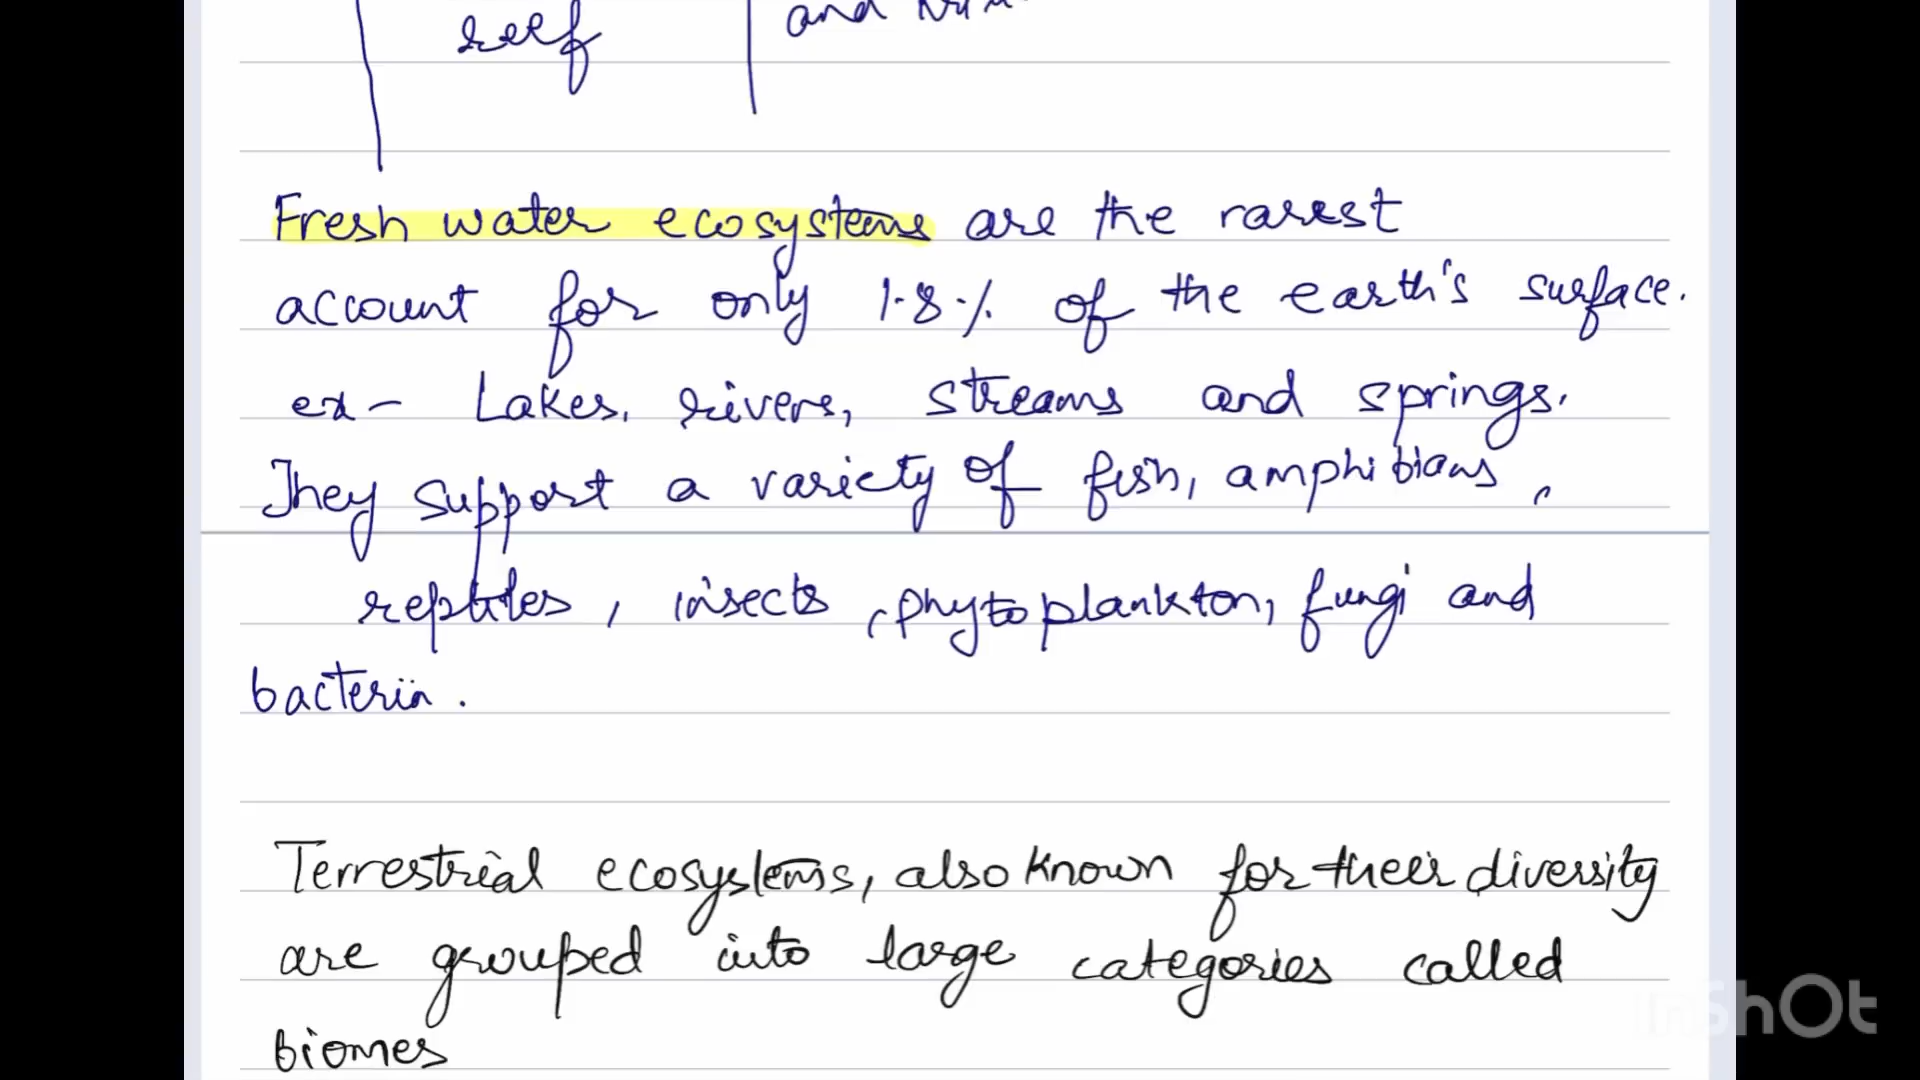 reef and
Fresh water ecosystems are the rarest
account for only 1.8% of the earth's surface.
ex- Lakes, rivers, streams and springs.
They support a variety of fish, amphibians,
reptiles, insects, phytoplankton, fungi and
bacteria.
Terrestrial ecosystems, also known for their diversity
are grouped into large categories called
biomes
InShOt